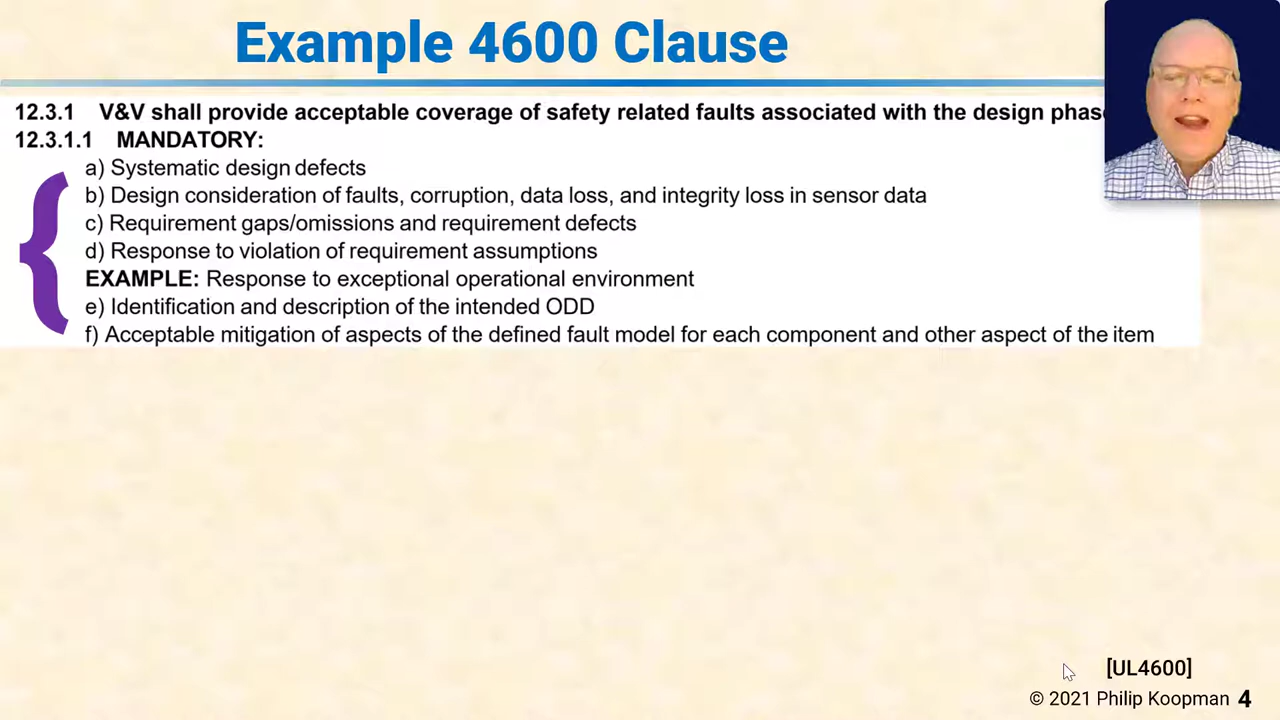 Example 4600 Clause
12.3.1 V&V shall provide acceptable coverage of safety related faults associated with the design phase
12.3.1.1 MANDATORY:
a) Systematic design defects
b) Design consideration of faults, corruption, data loss, and integrity loss in sensor data
c) Requirement gaps/omissions and requirement defects
d) Response to violation of requirement assumptions
EXAMPLE: Response to exceptional operational environment
e) Identification and description of the intended ODD
f) Acceptable mitigation of aspects of the defined fault model for each component and other aspect of the item
[UL4600]
© 2021 Philip Koopman 4